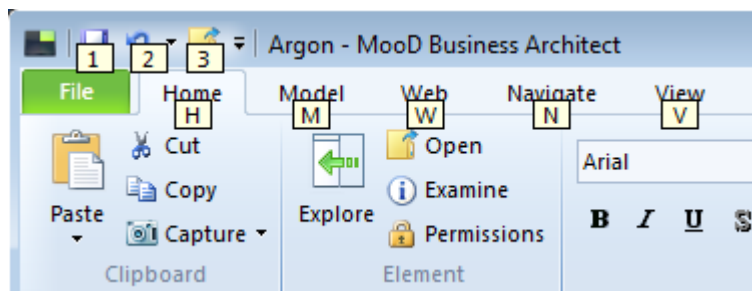 Argon - MooD Business Architect
1 2 3
File Home Model Web Navigate View
H M W N V
Cut Open Arial
Copy Examine
Paste Explore B I U S
Capture Permissions
Clipboard Element